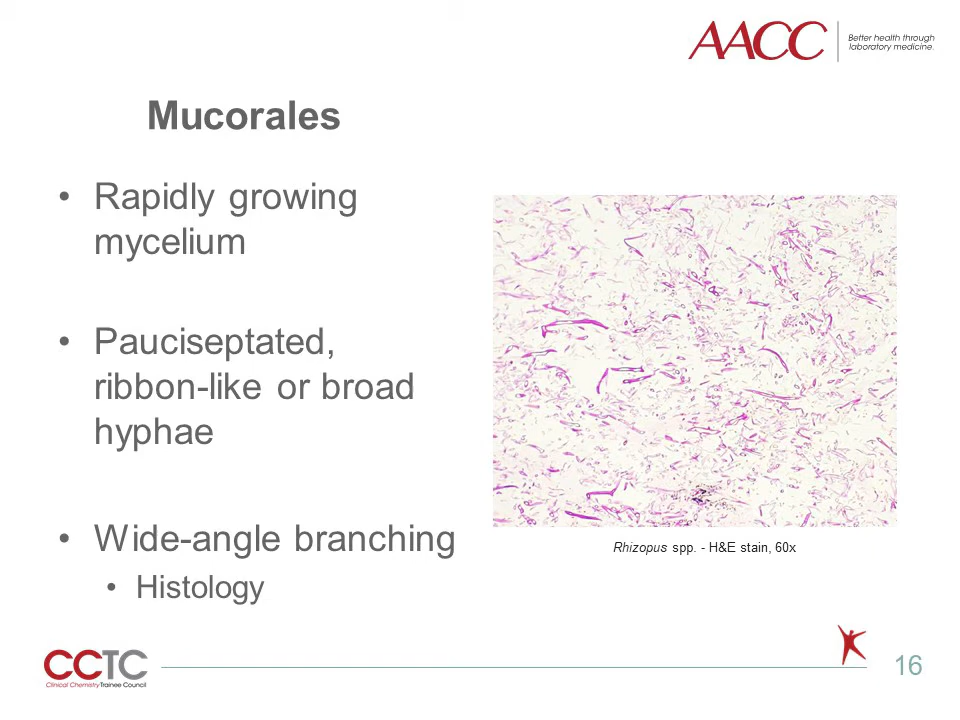 AACC
Better health through
laboratory medicine.
Mucorales
• Rapidly growing
mycelium
• Pauciseptated,
ribbon-like or broad
hyphae
• Wide-angle branching
• Histology
Rhizopus spp. - H&E stain, 60x
CCTC
Clinical Chemistry Trainee Council
16